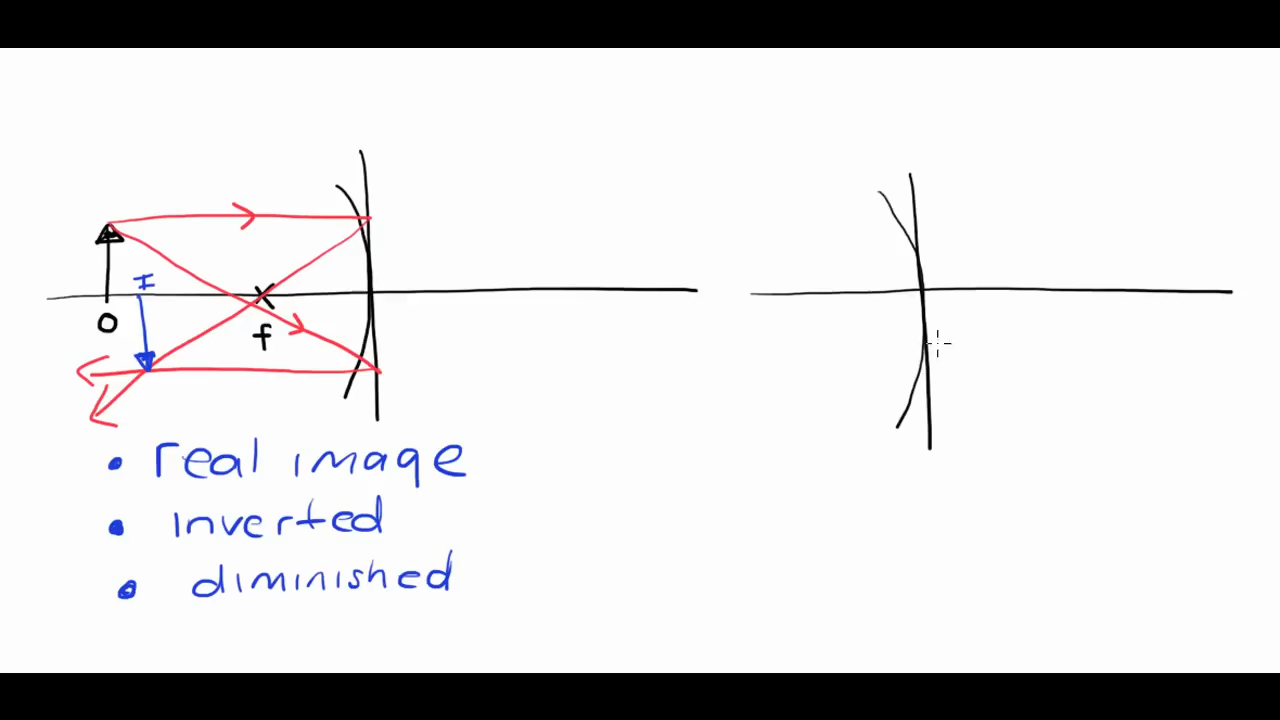 I
O
f
• real image
• inverted
• diminished